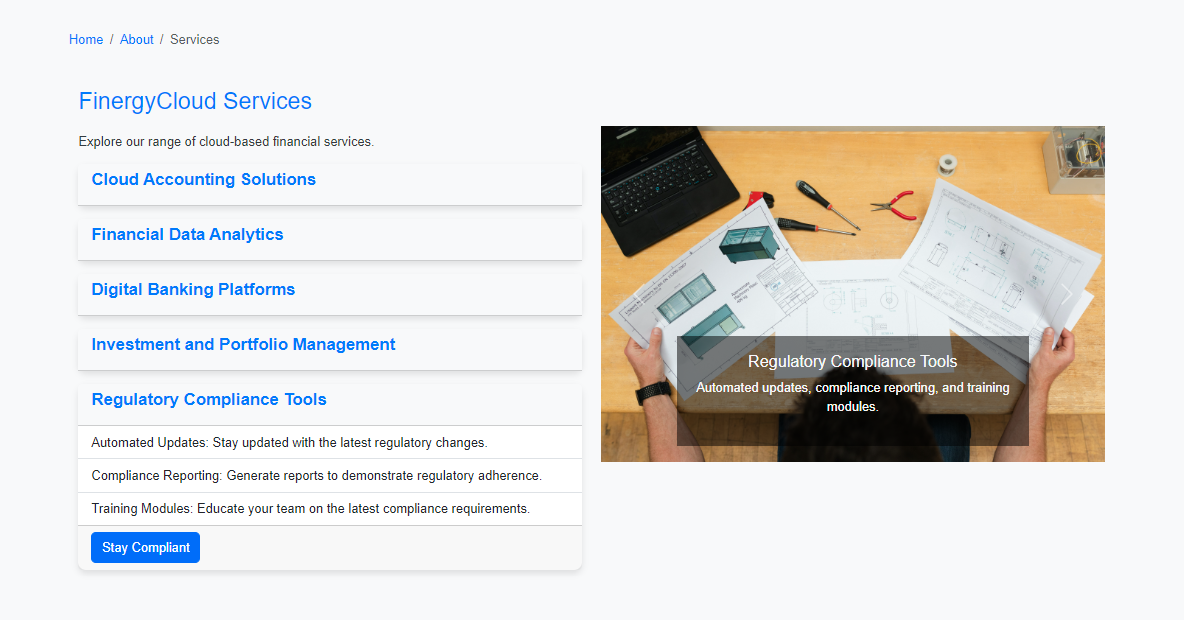 Home / About / Services
FinergyCloud Services
Explore our range of cloud-based financial services.
Cloud Accounting Solutions
Financial Data Analytics
Digital Banking Platforms
Investment and Portfolio Management
Regulatory Compliance Tools
Automated Updates: Stay updated with the latest regulatory changes.
Compliance Reporting: Generate reports to demonstrate regulatory adherence.
Training Modules: Educate your team on the latest compliance requirements.
Stay Compliant
Regulatory Compliance Tools
Automated updates, compliance reporting, and training
modules.